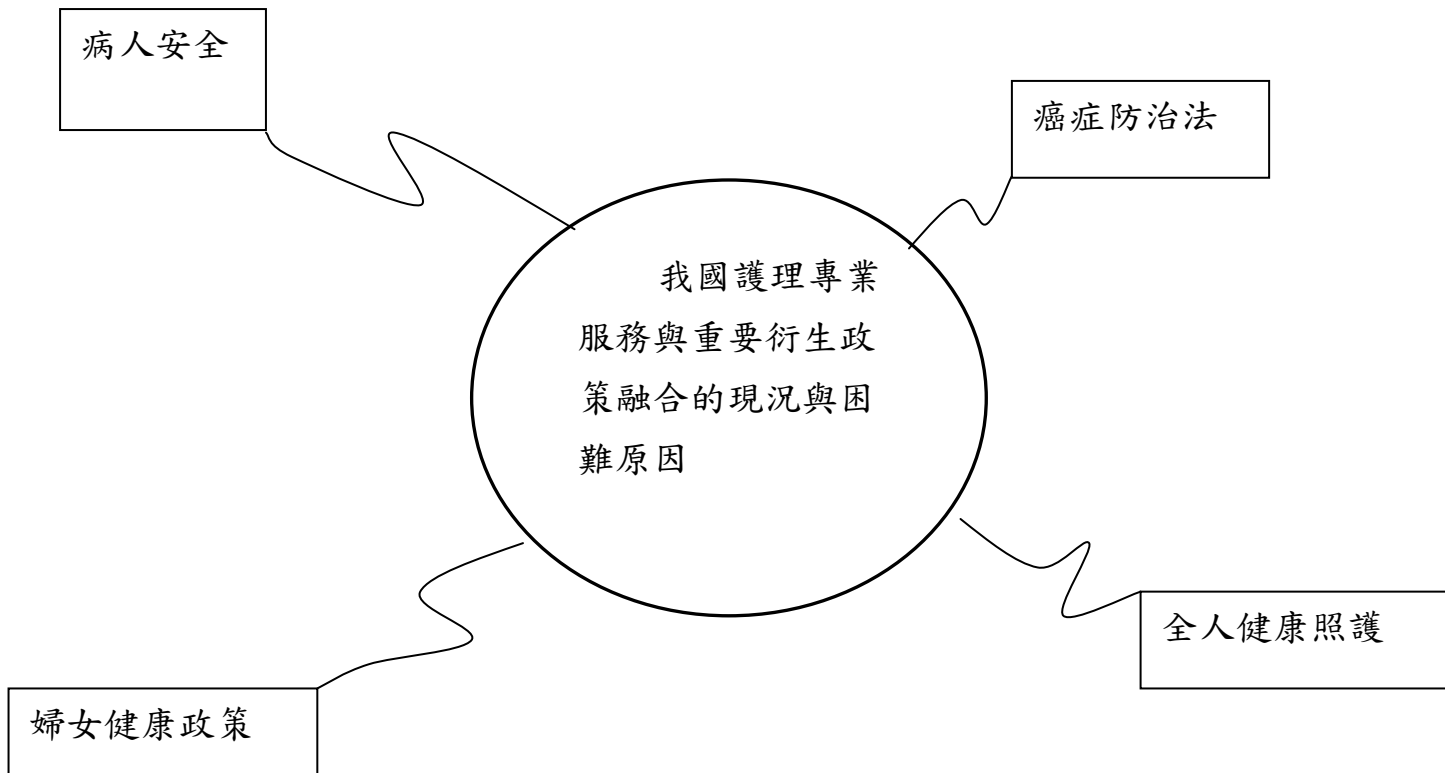 病人安全
癌症防治法
我國護理專業
服務與重要衍生政
策融合的現況與困
難原因
全人健康照護
婦女健康政策